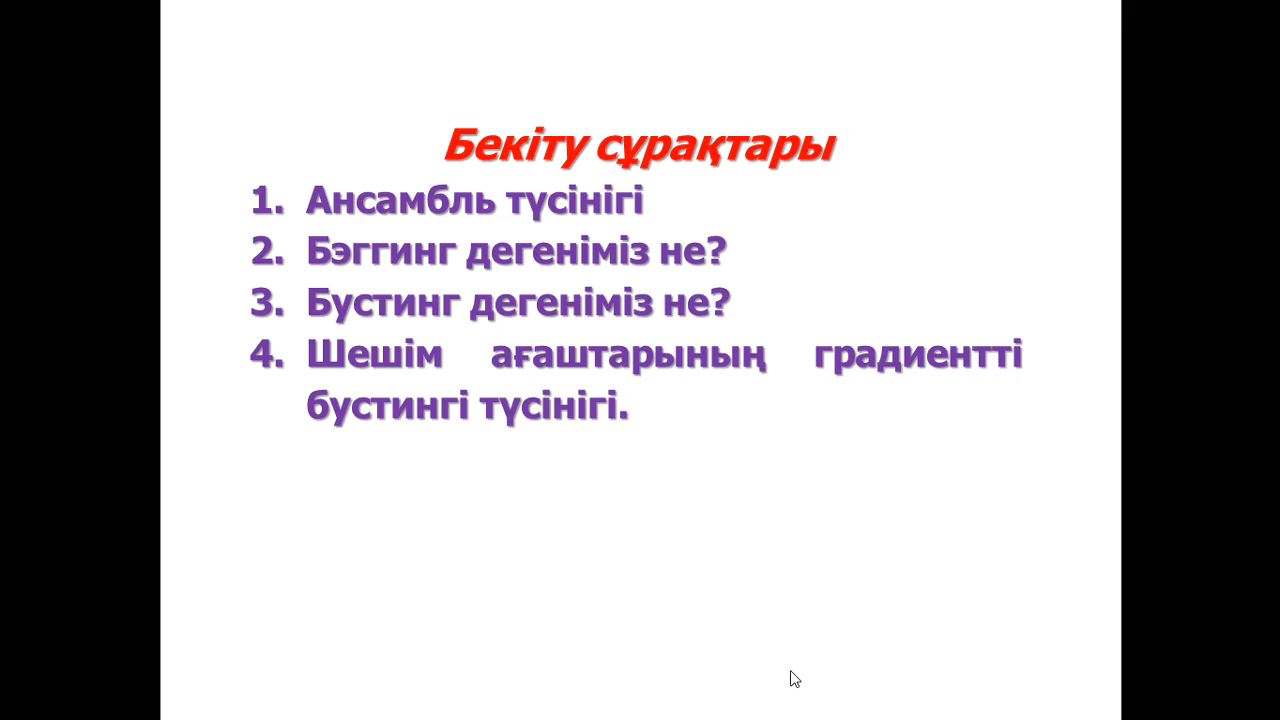 Бекіту сұрақтары
1. Ансамбль түсінігі
2. Бэггинг дегеніміз не?
3. Бустинг дегеніміз не?
4. Шешім ағаштарының градиентті
бустингі түсінігі.